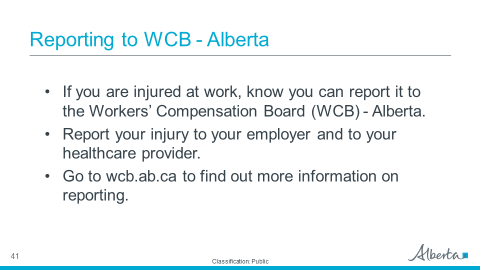 Reporting to WCB - Alberta
• If you are injured at work, know you can report it to
the Workers’ Compensation Board (WCB) - Alberta.
• Report your injury to your employer and to your
healthcare provider.
• Go to wcb.ab.ca to find out more information on
reporting.
41
Classification: Public
Alberta